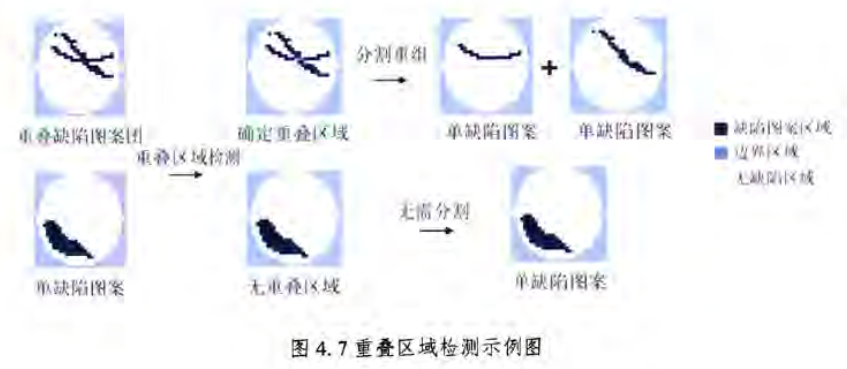 分割重组
+
重叠缺陷图案团
确定重叠区域
单缺陷图案
单缺陷图案
缺陷图案区域
边界区域
无缺陷区域
重叠区域检测
无需分割
单缺陷图案
无重叠区域
单缺陷图案
图 4.7 重叠区域检测示例图